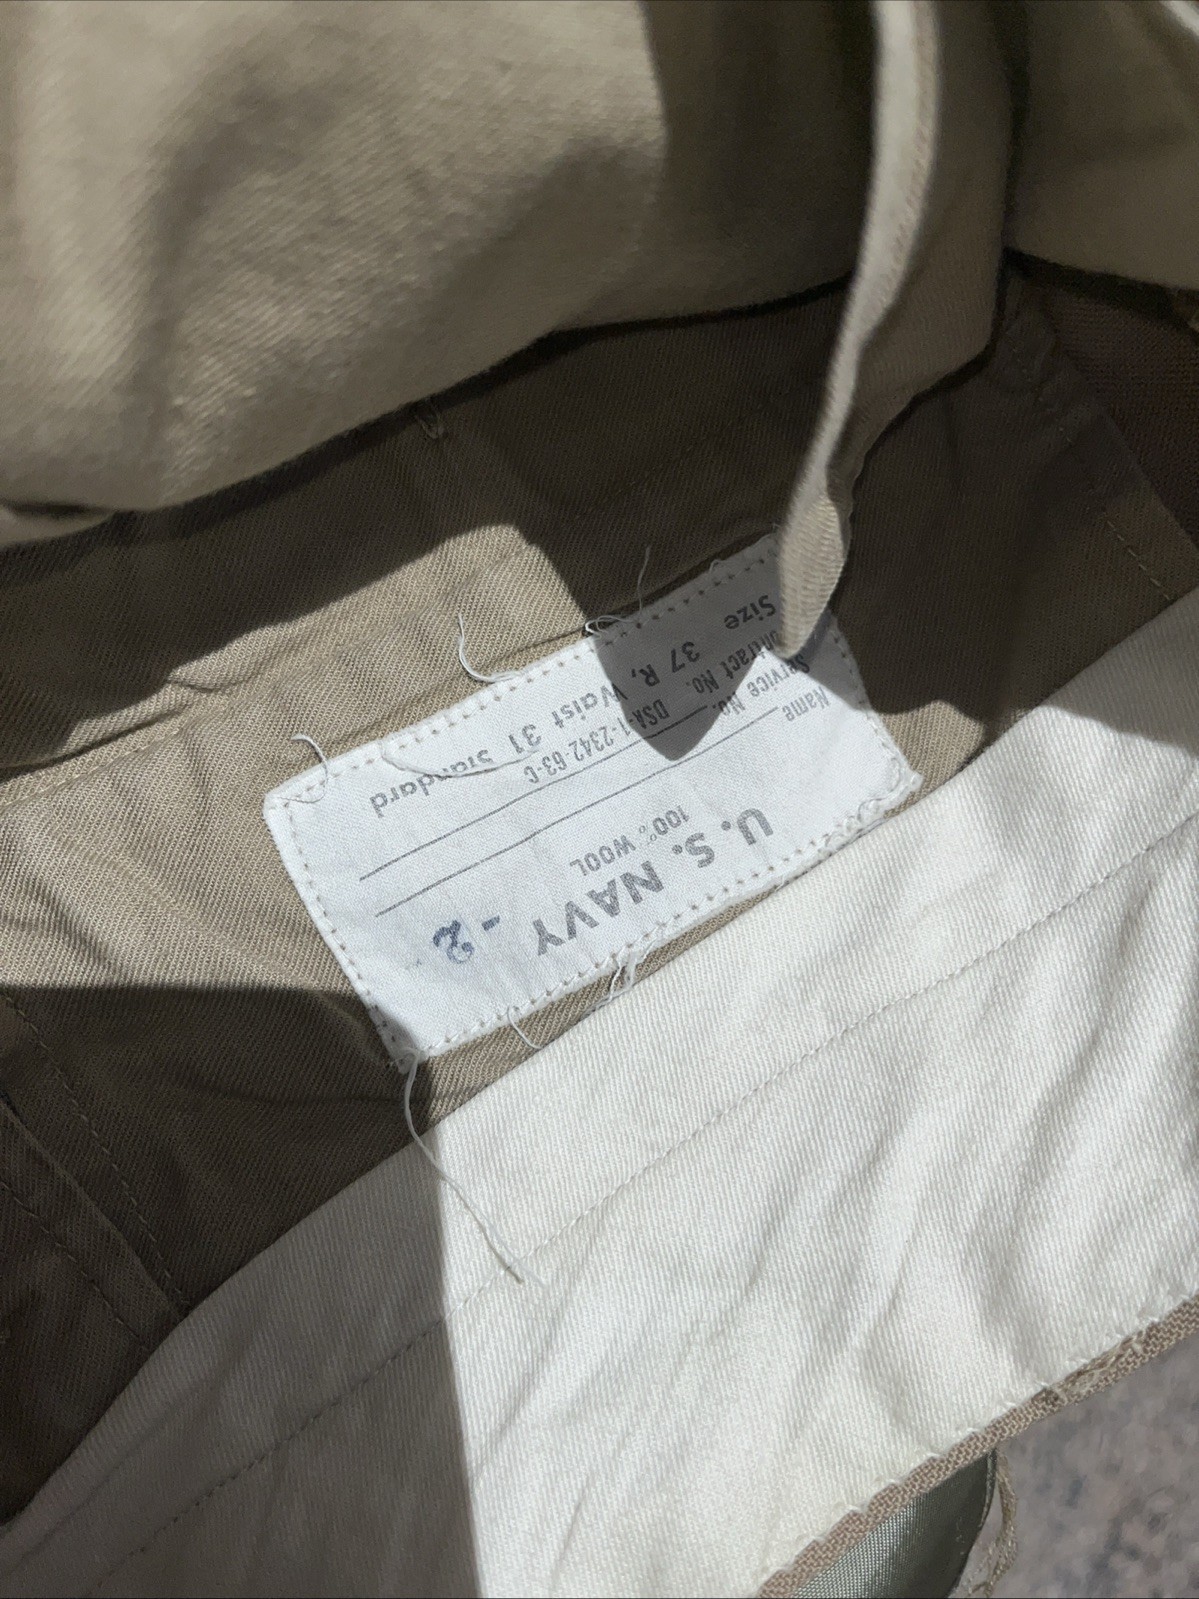 U. S. NAVY - 2
100% WOOL
Name
Service No.
Contract No. DSA-1-2342 63-C
Size 37 R, Waist 31 Standard